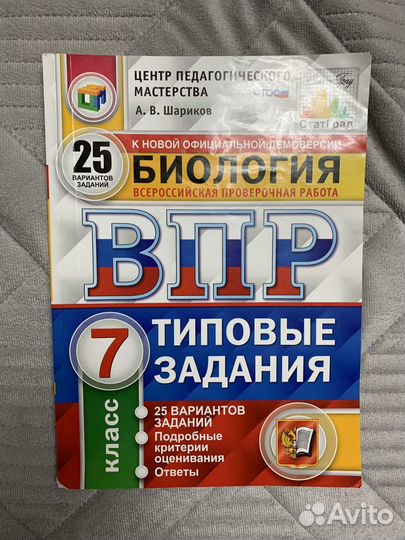 ЦЕНТР ПЕДАГОГИЧЕСКОГО
МАСТЕРСТВА
А. В. Шариков
ФГОС
СтатГрад
25
ВАРИАНТОВ
ЗАДАНИЙ
К НОВОЙ ОФИЦИАЛЬНОЙ ДЕМОВЕРСИИ
БИОЛОГИЯ
ВСЕРОССИЙСКАЯ ПРОВЕРОЧНАЯ РАБОТА
ВПР
7
КЛАСС
ТИПОВЫЕ
ЗАДАНИЯ
25 ВАРИАНТОВ
ЗАДАНИЙ
Подробные
критерии
оценивания
Ответы
Avito